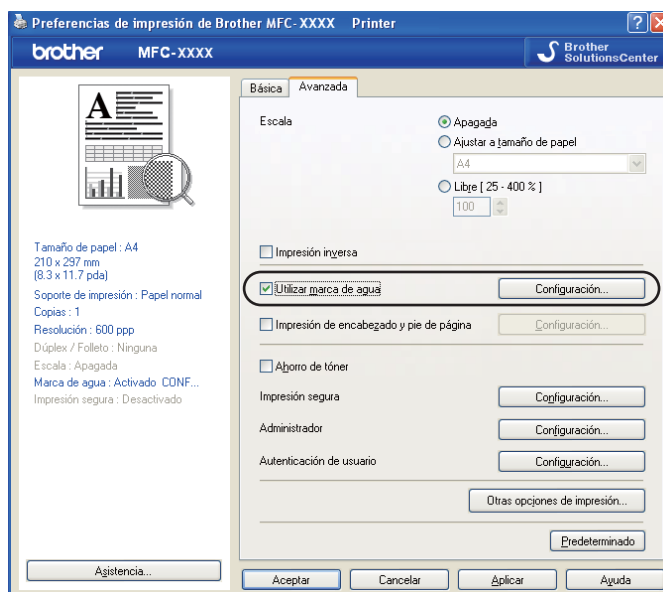 Preferencias de impresión de Brother MFC-XXXX Printer
brother MFC-XXXX
Brother
SolutionsCenter
A
Tamaño de papel : A4
210 x 297 mm
(8.3 x 11.7 pda)
Soporte de impresión : Papel normal
Copias : 1
Resolución : 600 ppp
Dúplex / Folleto : Ninguna
Escala : Apagada
Marca de agua : Activado CONF...
Impresión segura : Desactivado
Asistencia...
Básica Avanzada
Escala
Apagada
Ajustar a tamaño de papel
A4
Libre [ 25 - 400 % ]
100
Impresión inversa
Utilizar marca de agua Configuración...
Impresión de encabezado y pie de página Configuración...
Ahorro de tóner
Impresión segura Configuración...
Administrador Configuración...
Autenticación de usuario Configuración...
Otras opciones de impresión...
Predeterminado
Aceptar Cancelar Aplicar Ayuda